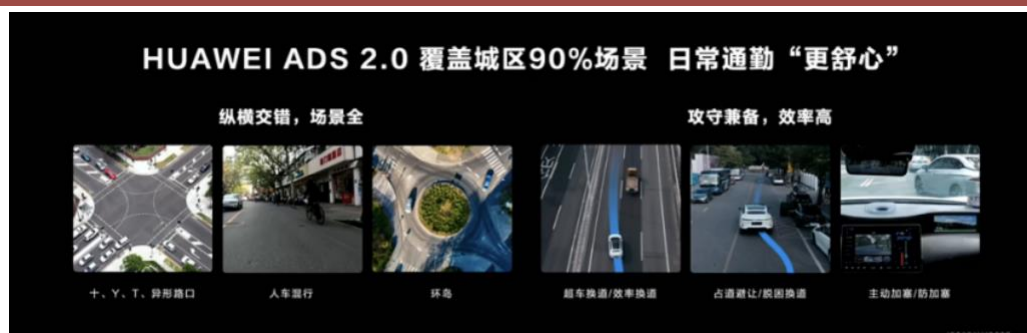 HUAWEI ADS 2.0 覆盖城区90%场景 日常通勤“更舒心”
纵横交错，场景全
攻守兼备，效率高
十、Y、T、异形路口
人车混行
环岛
超车换道/效率换道
占道避让/脱困换道
主动加塞/防加塞